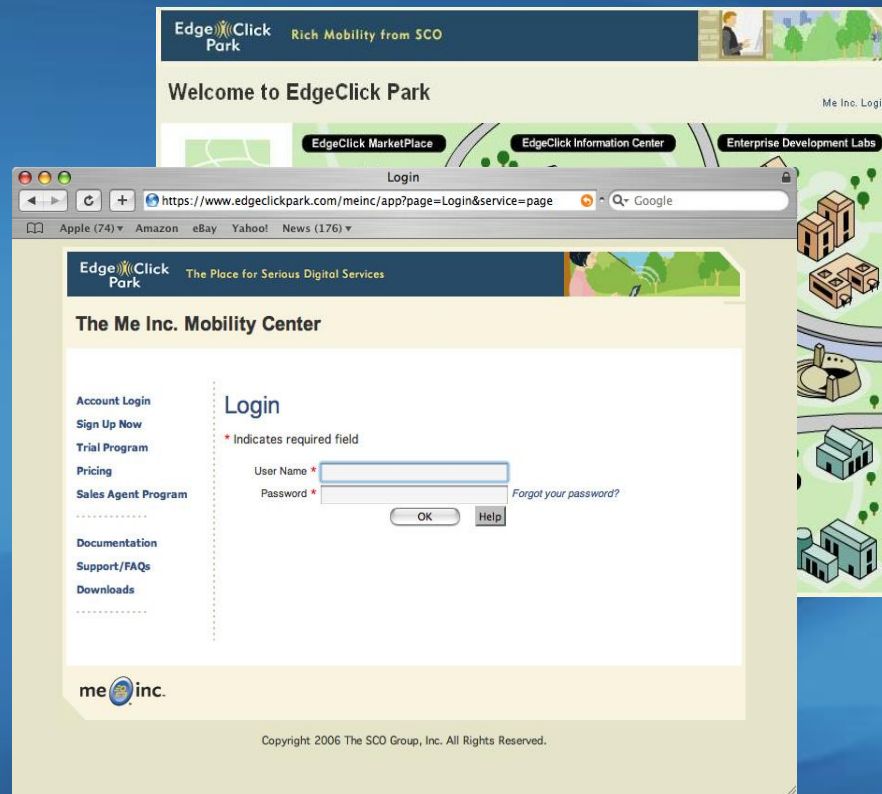 Edge Click
Park
Rich Mobility from SCO
Welcome to EdgeClick Park
Me Inc. Logi
EdgeClick MarketPlace
EdgeClick Information Center
Enterprise Development Labs
Login
https://www.edgeclickpark.com/meinc/app?page=Login&service=page
Google
Apple (74) Amazon eBay Yahoo! News (176)
Edge Click
Park
The Place for Serious Digital Services
The Me Inc. Mobility Center
Account Login
Sign Up Now
Trial Program
Pricing
Sales Agent Program
Documentation
Support/FAQs
Downloads
Login
* Indicates required field
User Name *
Password *
Forgot your password?
OK
Help
me inc.
Copyright 2006 The SCO Group, Inc. All Rights Reserved.